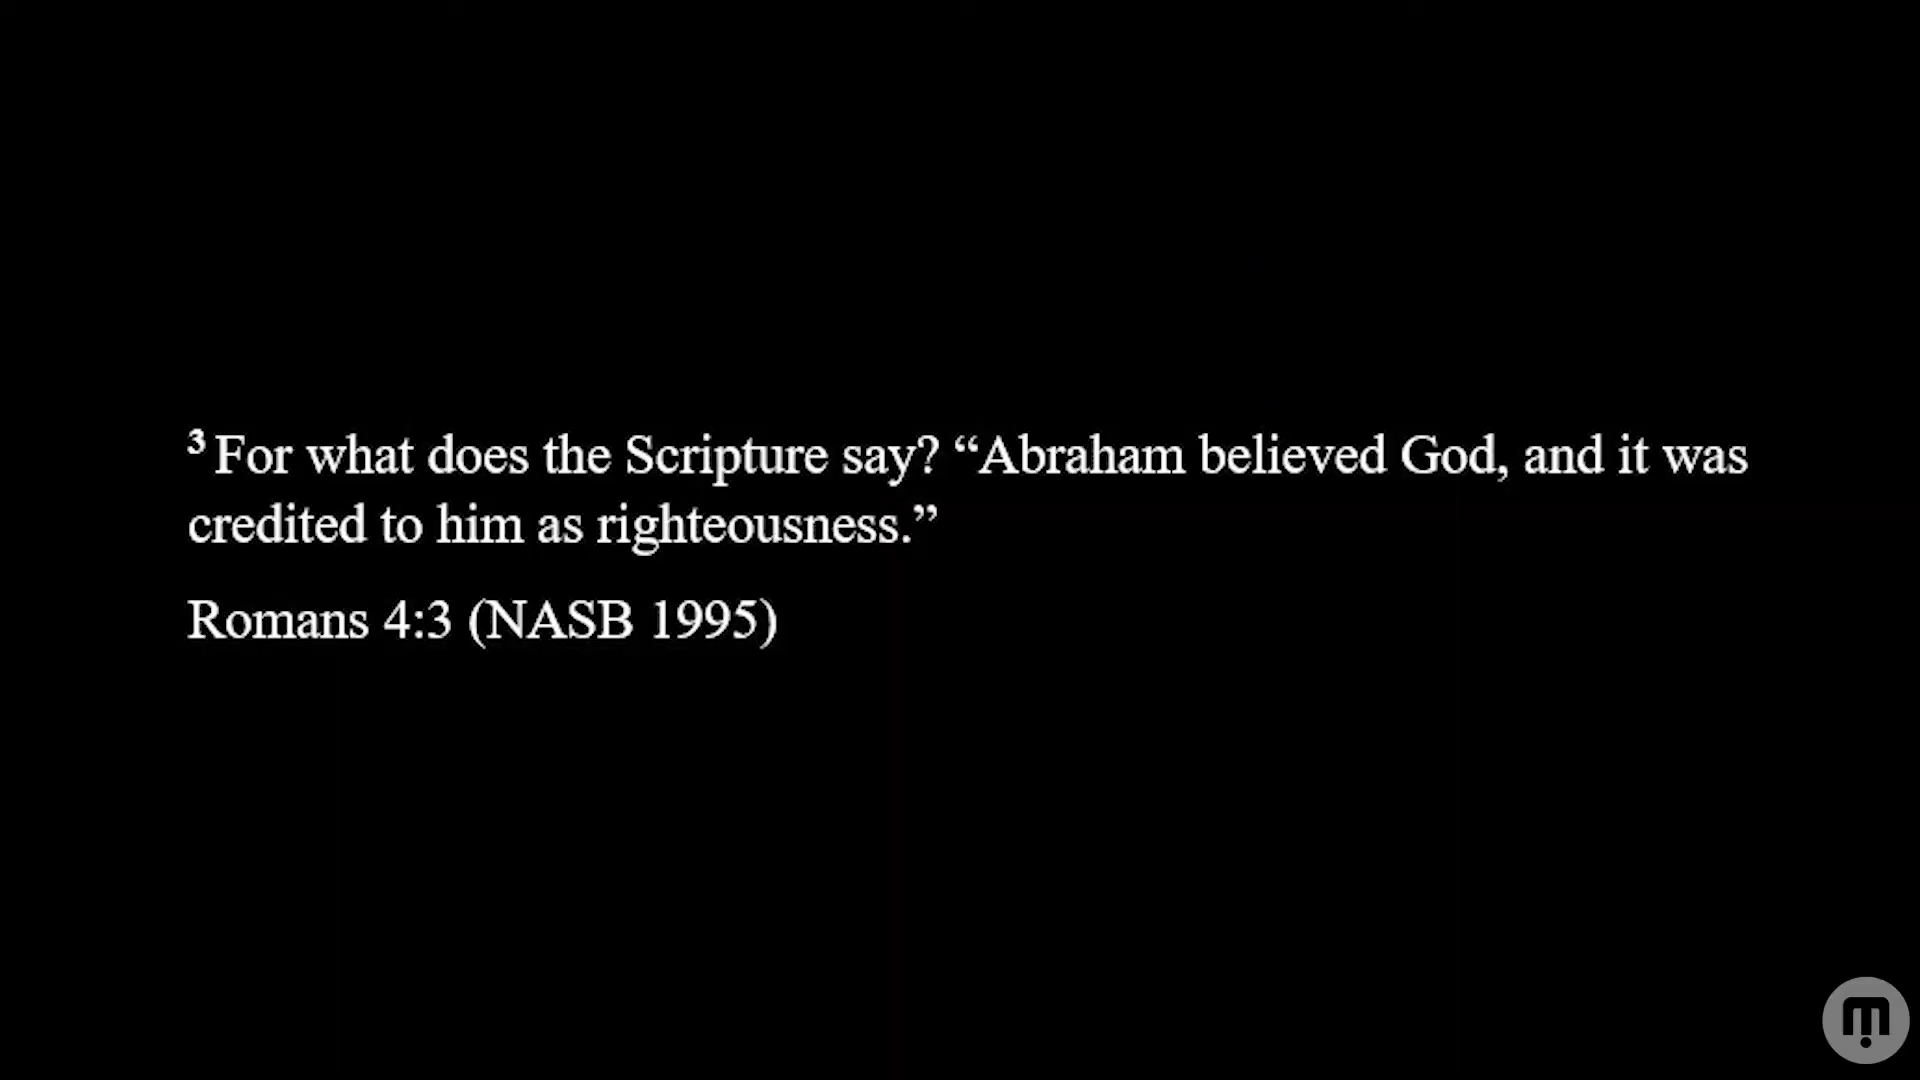 3 For what does the Scripture say? “Abraham believed God, and it was
credited to him as righteousness.”
Romans 4:3 (NASB 1995)